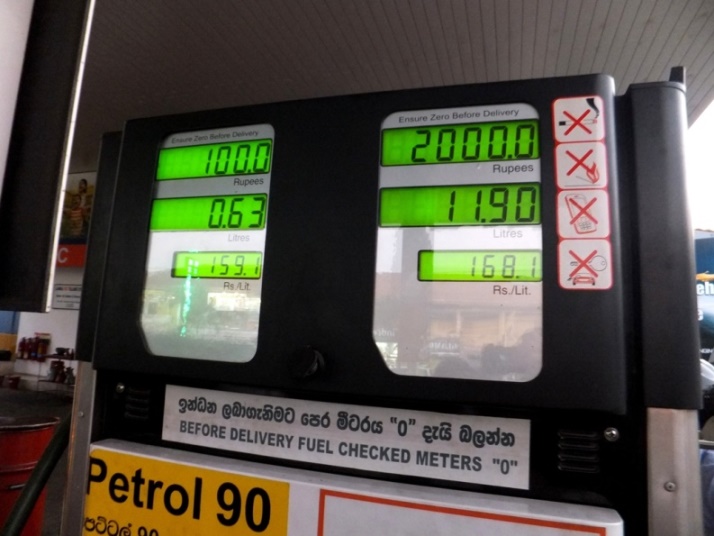 Ensure Zero Before Delivery
100.0
Rupees
0.63
Litres
159.1
Rs./Lit.
Ensure Zero Before Delivery
2000.0
Rupees
11.90
Litres
168.1
Rs./Lit.
ඉන්ධන ලබාගැනීමට පෙර මීටරය "0" දැයි බලන්න
BEFORE DELIVERY FUEL CHECKED METERS "0"
Petrol 90